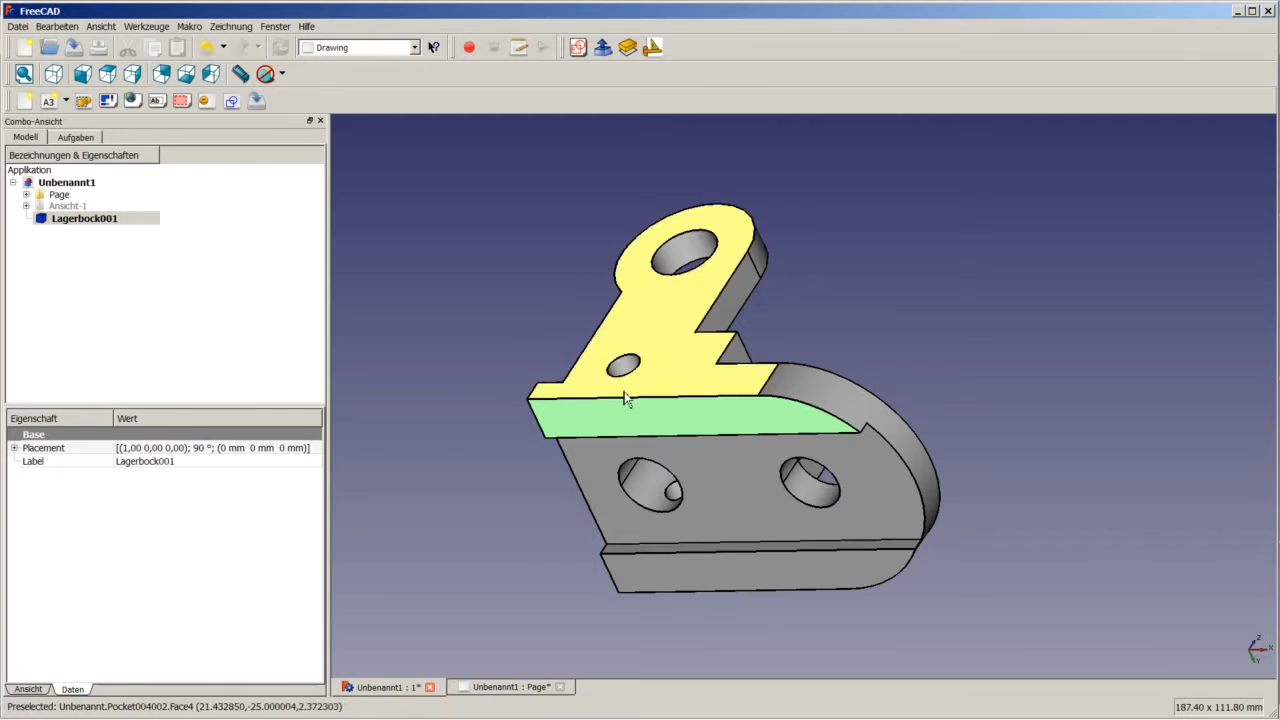 FreeCAD
Datei Bearbeiten Ansicht Werkzeuge Makro Zeichnung Fenster Hilfe
Drawing
A3 Ab
Combo-Ansicht
Modell Aufgaben
Bezeichnungen & Eigenschaften
Applikation
Unbenannt1
Page
Ansicht-1
Lagerbock001
Eigenschaft Wert
Base
Placement [(1,00 0,00 0,00); 90 °; (0 mm 0 mm 0 mm)]
Label Lagerbock001
Z
X
Y
Ansicht Daten
Unbenannt1 : 1* Unbenannt1 : Page*
Preselected: Unbenannt.Pocket004002.Face4 (21.432850,-25.000004,2.372303) 187.40 x 111.80 mm